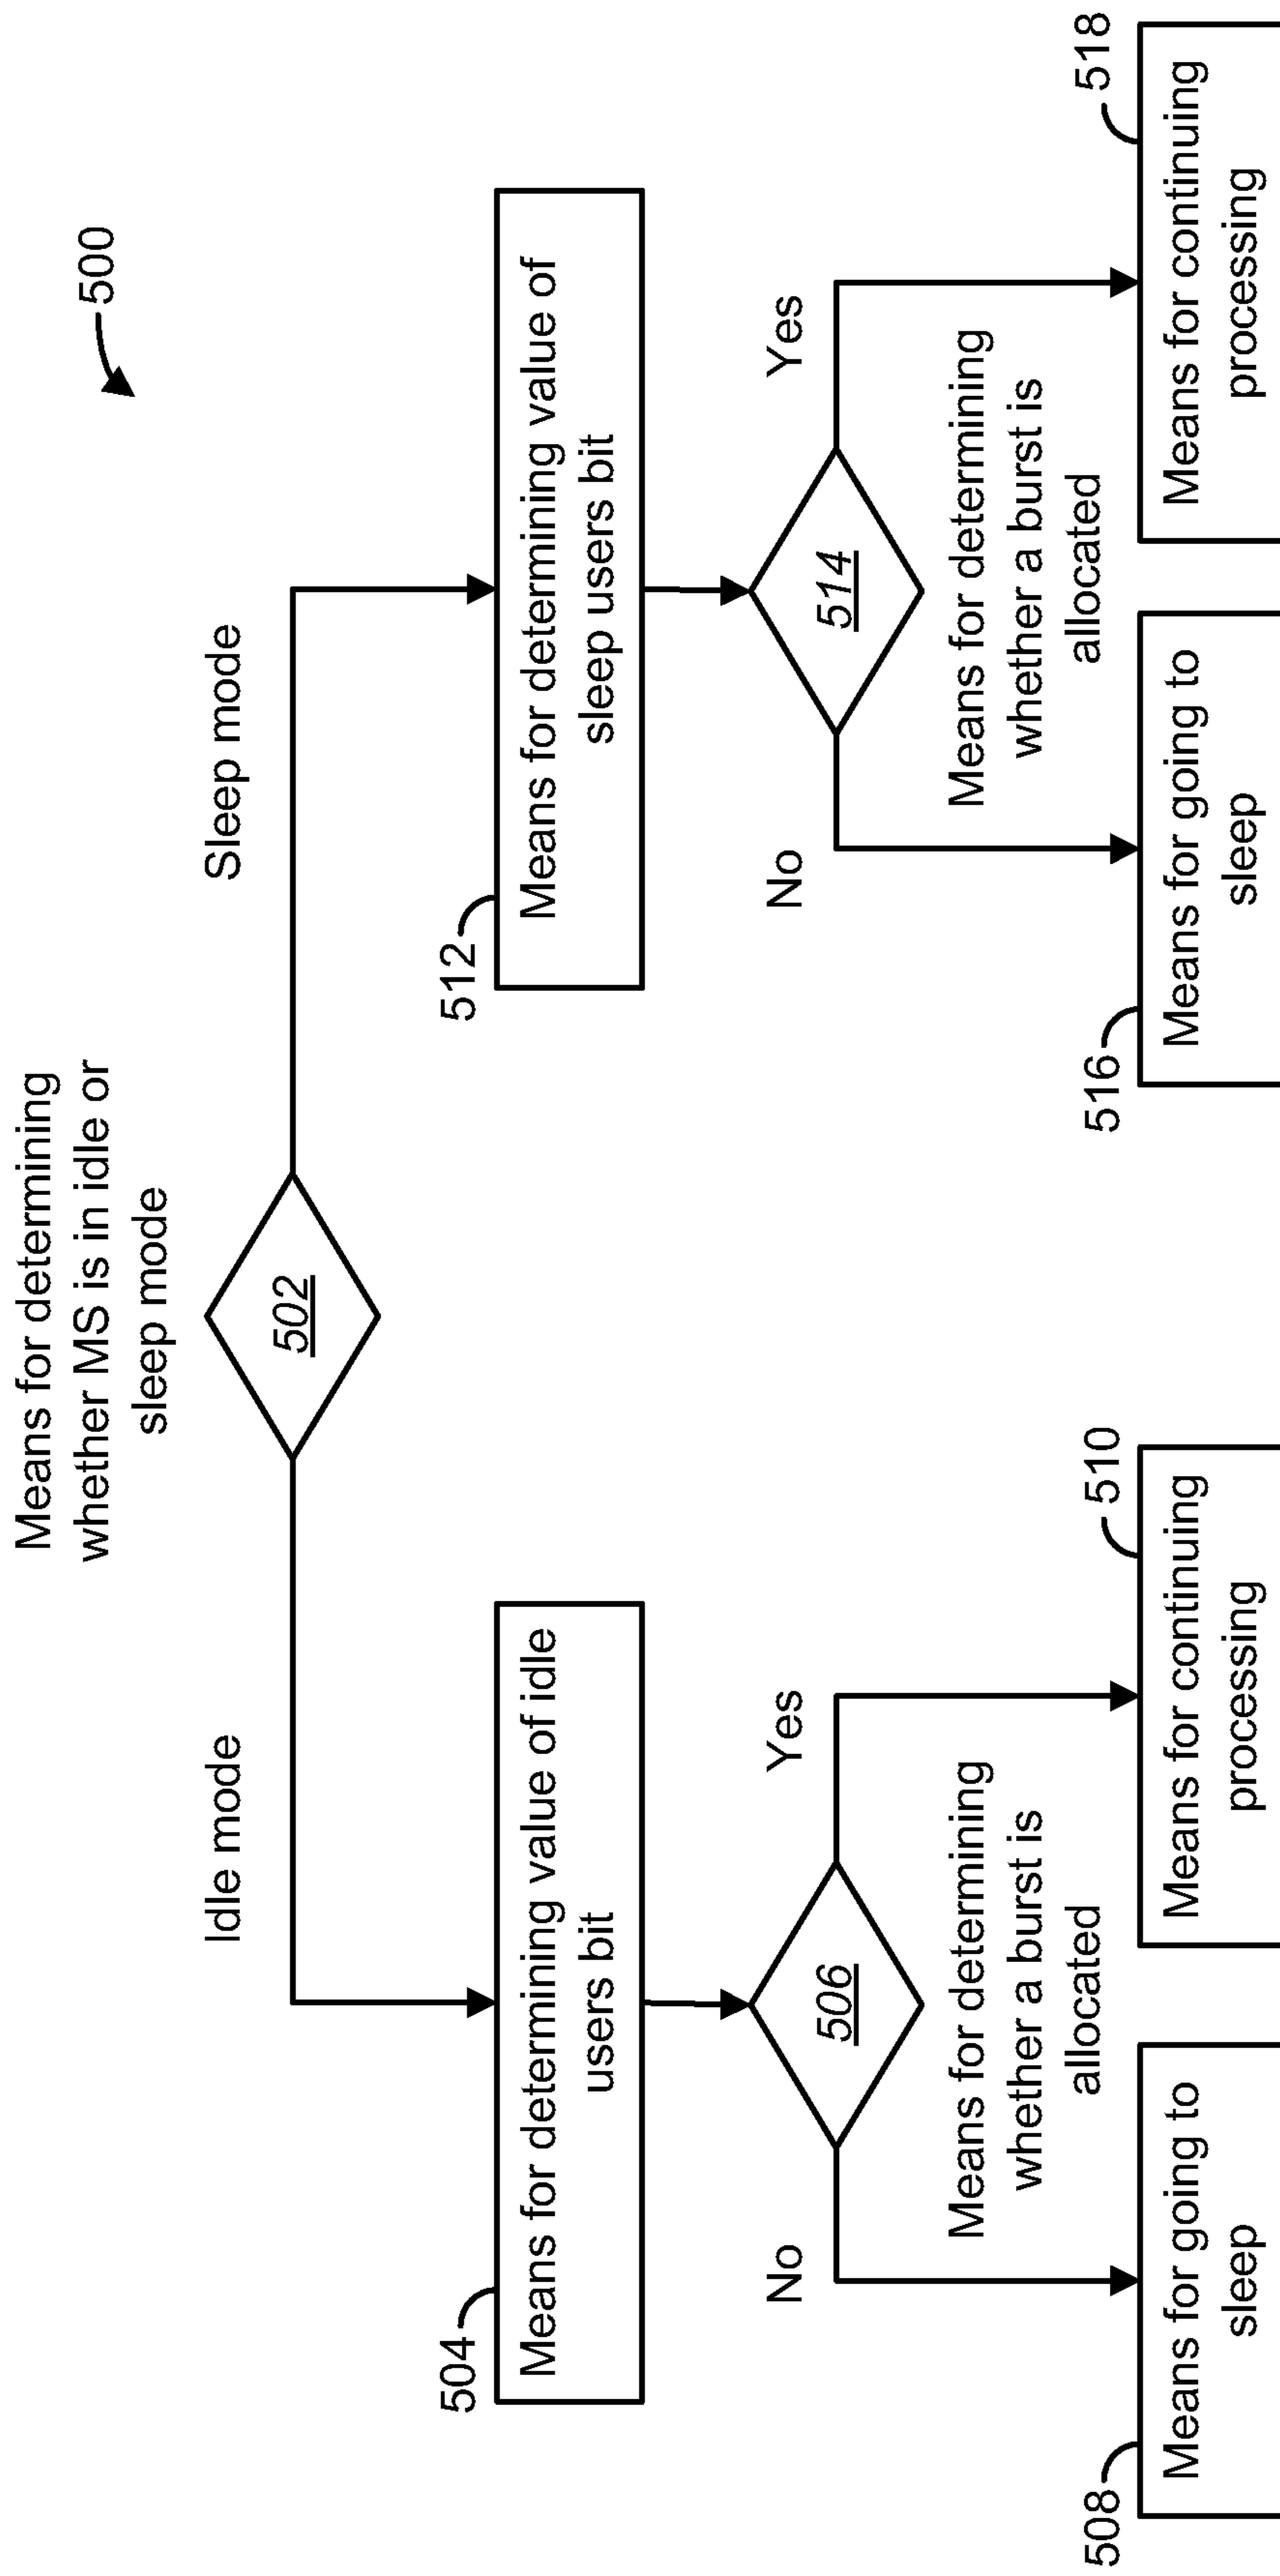 500
Means for determining
whether MS is in idle or
sleep mode
502
Idle mode
Sleep mode
504
Means for determining value of idle
users bit
512
Means for determining value of
sleep users bit
506
No
Yes
Means for determining
whether a burst is
allocated
514
No
Yes
Means for determining
whether a burst is
allocated
508
Means for going to
sleep
510
Means for continuing
processing
516
Means for going to
sleep
518
Means for continuing
processing